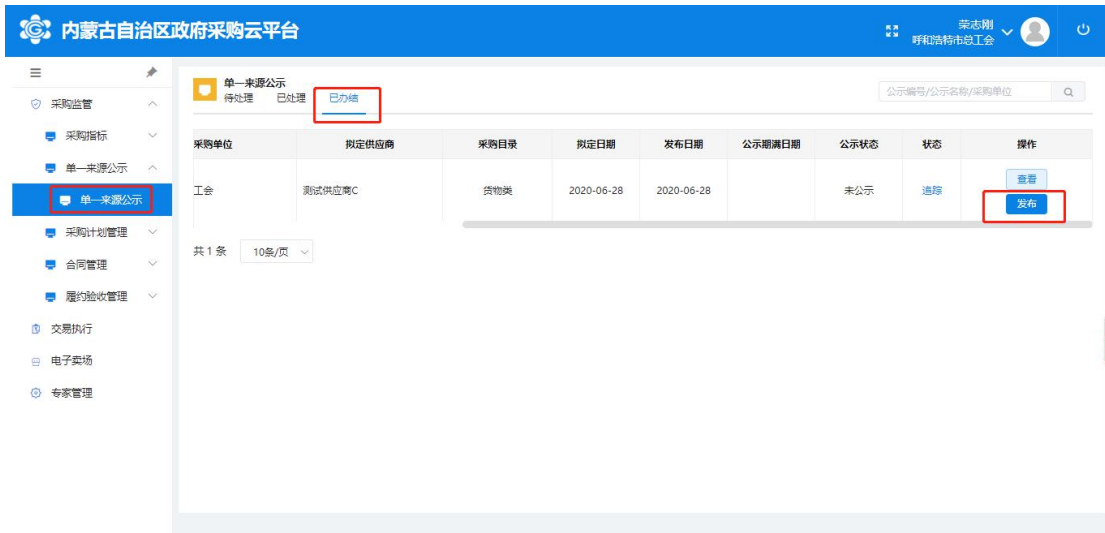 内蒙古自治区政府采购云平台
荣志刚
呼和浩特市总工会
采购监管
采购指标
单一来源公示
单一来源公示
采购计划管理
合同管理
履约验收管理
交易执行
电子卖场
专家管理
单一来源公示
待处理 已处理 已办结
公示编号/公示名称/采购单位
采购单位 拟定供应商 采购目录 拟定日期 发布日期 公示期满日期 公示状态 状态 操作
工会 测试供应商C 货物类 2020-06-28 2020-06-28 未公示 追踪 查看
发布
共 1 条 10条/页